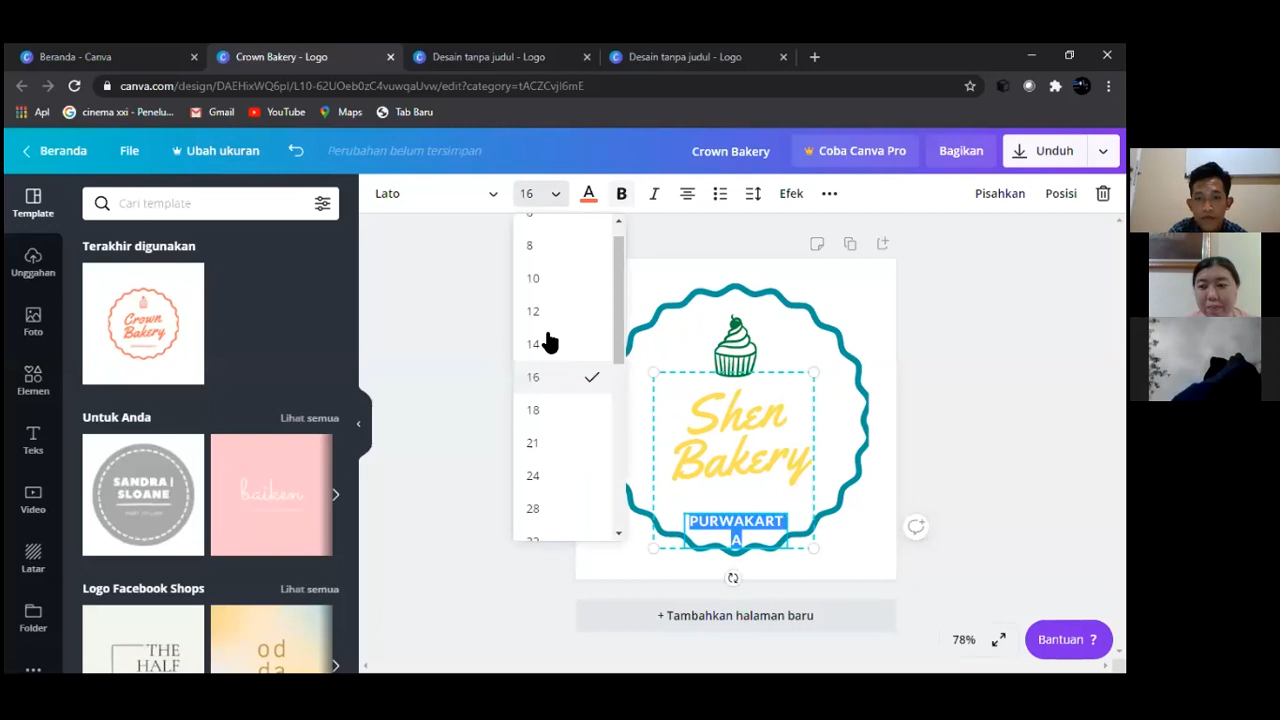 Beranda - Canva
Crown Bakery - Logo
Desain tanpa judul - Logo
Desain tanpa judul - Logo
canva.com/design/DAEHixWQ6pI/L10-62UOeb0zC4vuwqaUvw/edit?category=tACZCvjI6mE
Apl
cinema xxi - Penelu...
Gmail
YouTube
Maps
Tab Baru
Beranda
File
Ubah ukuran
Perubahan belum tersimpan
Crown Bakery
Coba Canva Pro
Bagikan
Unduh
Template
Unggahan
Foto
Elemen
Teks
Video
Latar
Folder
Cari template
Terakhir digunakan
Crown
Bakery
Untuk Anda
Lihat semua
SANDRA |
SLOANE
baiken
Logo Facebook Shops
Lihat semua
THE
HALF
od
da
Lato
16
A
B
I
Efek
Pisahkan
Posisi
8
10
12
14
16
18
21
24
28
Shen
Bakery
PURWAKART
A
+ Tambahkan halaman baru
78%
Bantuan ?